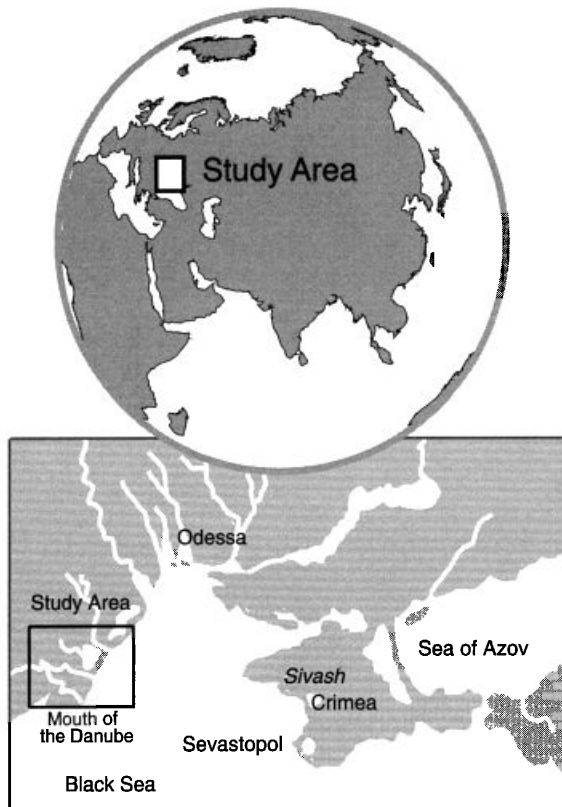 Study Area
Odessa
Study Area
Sea of Azov
Sivash
Crimea
Mouth of
the Danube
Sevastopol
Black Sea